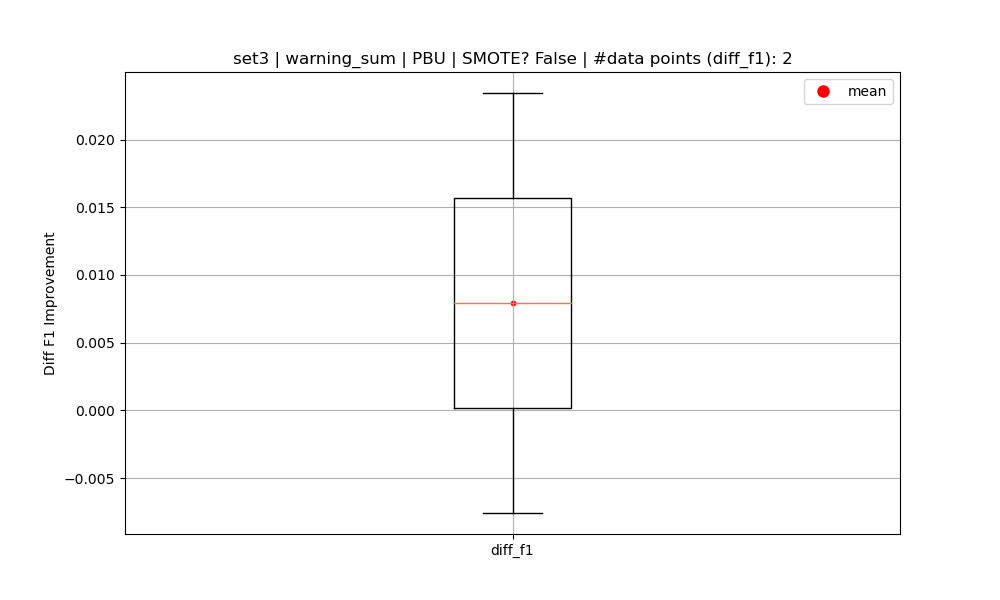 set3 | warning_sum | PBU | SMOTE? False | #data points (diff_f1): 2
mean
0.020
0.015
0.010
0.005
0.000
−0.005
Diff F1 Improvement
diff_f1